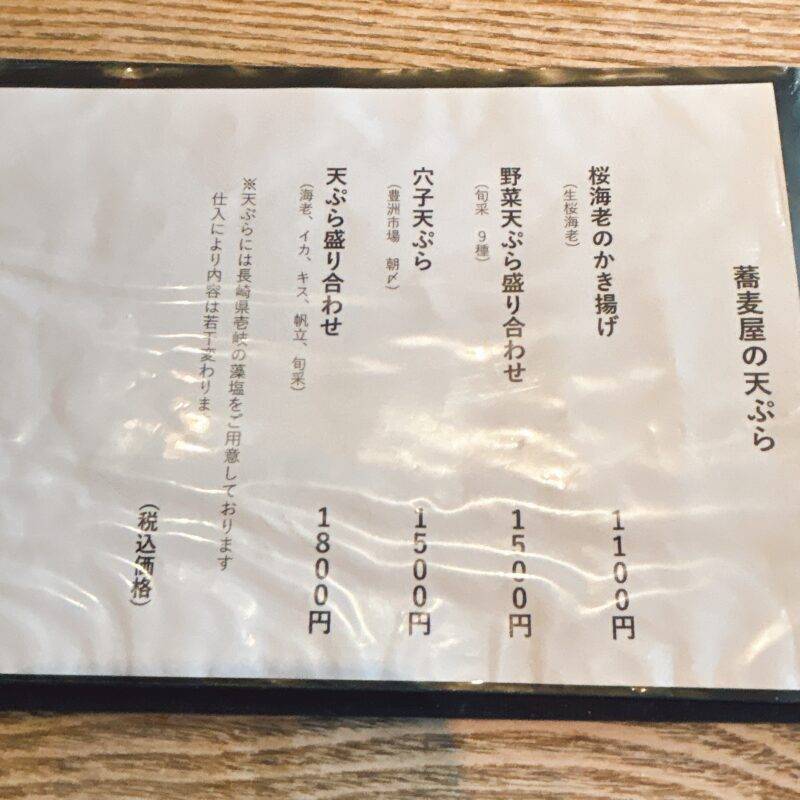 蕎麦屋の天ぷら
桜海老のかき揚げ 1100円
(生桜海老)
野菜天ぷら盛り合わせ 1500円
(旬采 9種)
穴子天ぷら 1500円
(豊洲市場 朝〆)
天ぷら盛り合わせ 1800円
(海老、イカ、キス、帆立、旬采)
※天ぷらには長崎県壱岐の藻塩をご用意しております
仕入により内容は若干変わりま
(税込価格)